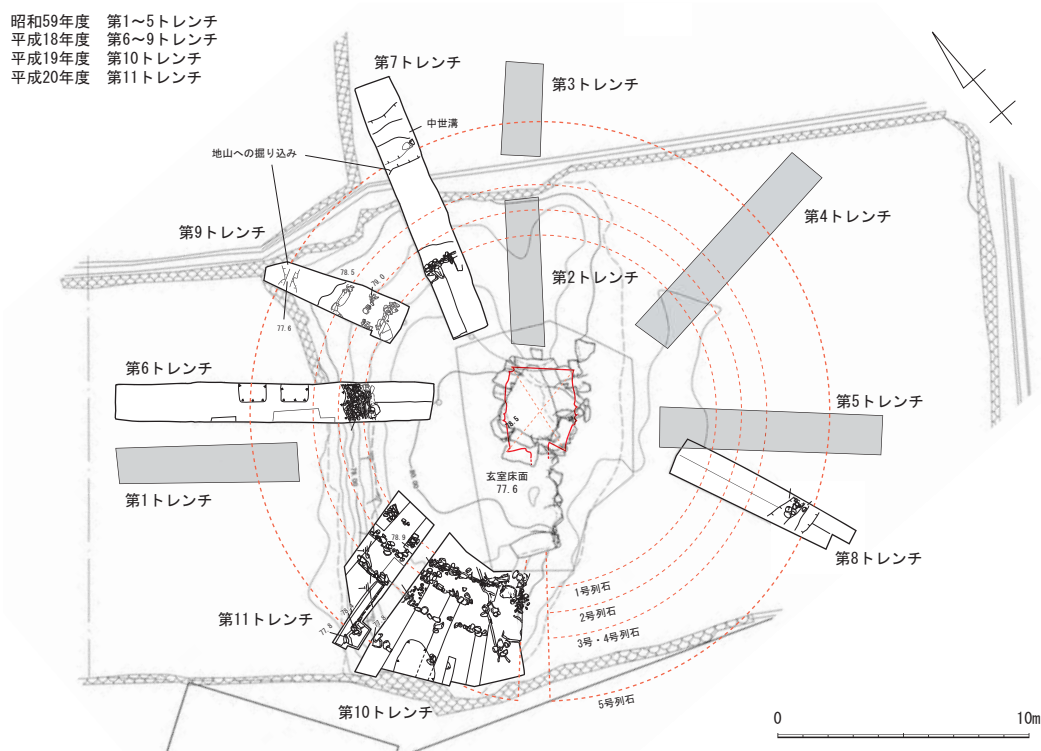 昭和59年度　第1～5トレンチ
平成18年度　第6～9トレンチ
平成19年度　第10トレンチ
平成20年度　第11トレンチ
第7トレンチ
第3トレンチ
中世溝
地山への掘り込み
第4トレンチ
第9トレンチ
第2トレンチ
78.5
79.0
77.6
第6トレンチ
第5トレンチ
78.5
玄室床面
77.6
第1トレンチ
78.9
第8トレンチ
1号列石
2号列石
第11トレンチ
77.8
3号・4号列石
5号列石
第10トレンチ
0
10m